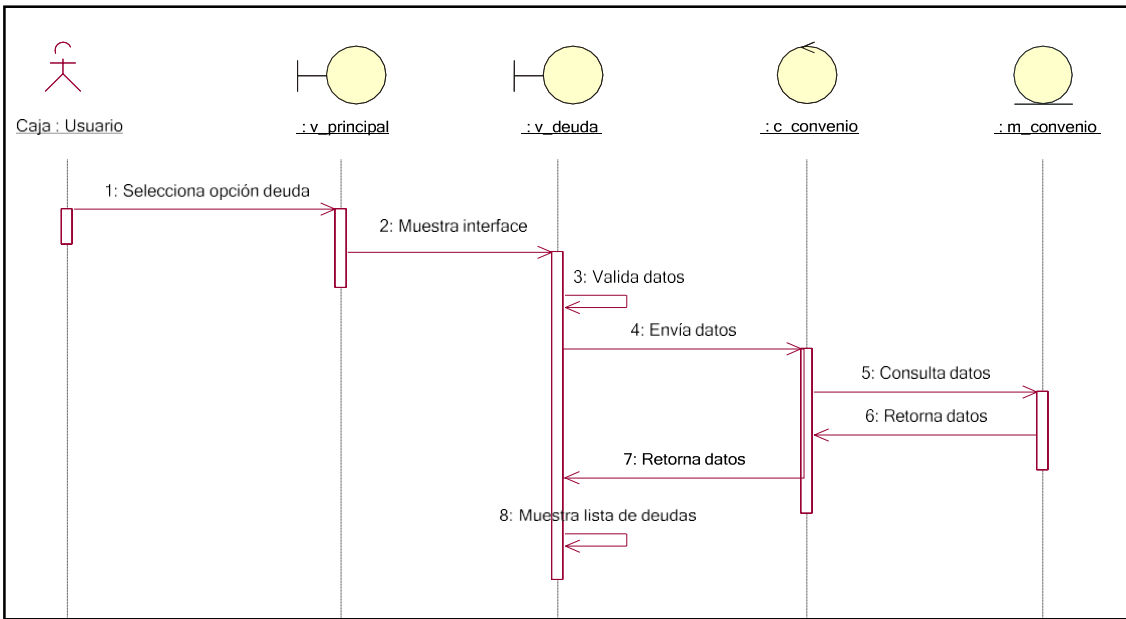 Caja : Usuario
: v_principal
: v_deuda
: c_convenio
: m_convenio
1: Selecciona opción deuda
2: Muestra interface
3: Valida datos
4: Envía datos
5: Consulta datos
6: Retorna datos
7: Retorna datos
8: Muestra lista de deudas